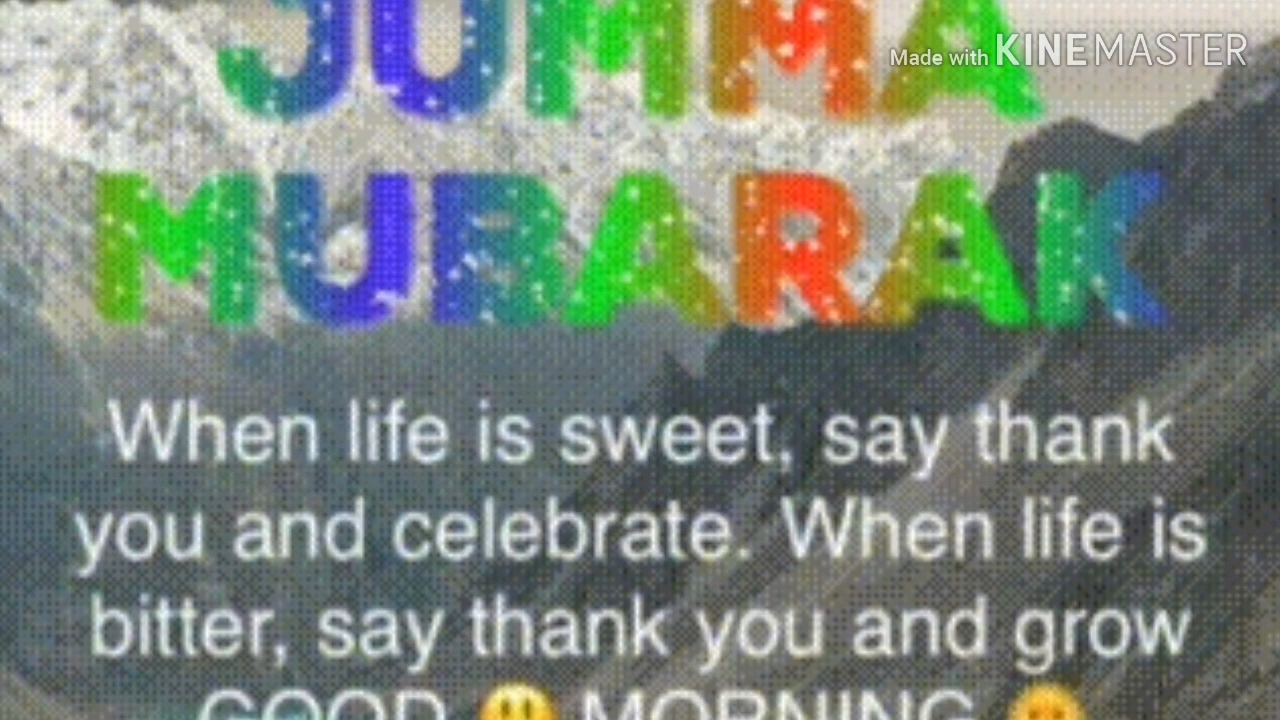 Made with KINEMASTER
JUMMA
MUBARAK
When life is sweet, say thank
you and celebrate. When life is
bitter, say thank you and grow
GOOD 😃 MORNING